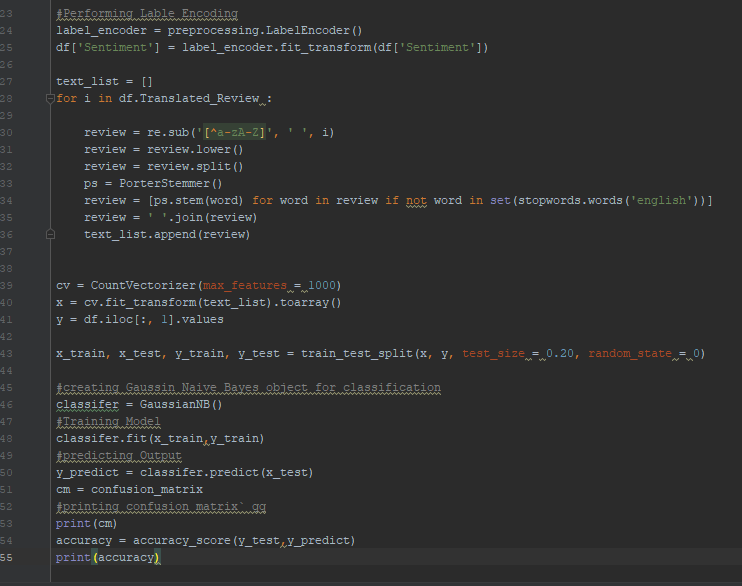 23 #Performing Lable Encoding
24 label_encoder = preprocessing.LabelEncoder()
25 df['Sentiment'] = label_encoder.fit_transform(df['Sentiment'])
26
27 text_list = []
28 for i in df.Translated_Review :
29
30 review = re.sub('[^a-zA-Z]', ' ', i)
31 review = review.lower()
32 review = review.split()
33 ps = PorterStemmer()
34 review = [ps.stem(word) for word in review if not word in set(stopwords.words('english'))]
35 review = ' '.join(review)
36 text_list.append(review)
37
38
39 cv = CountVectorizer(max_features = 1000)
40 x = cv.fit_transform(text_list).toarray()
41 y = df.iloc[:, 1].values
42
43 x_train, x_test, y_train, y_test = train_test_split(x, y, test_size = 0.20, random_state = 0)
44
45 #creating Gaussin Naive Bayes object for classification
46 classifer = GaussianNB()
47 #Training Model
48 classifer.fit(x_train,y_train)
49 #predicting Output
50 y_predict = classifer.predict(x_test)
51 cm = confusion_matrix
52 #printing confusion matrix` qq
53 print(cm)
54 accuracy = accuracy_score(y_test,y_predict)
55 print(accuracy)